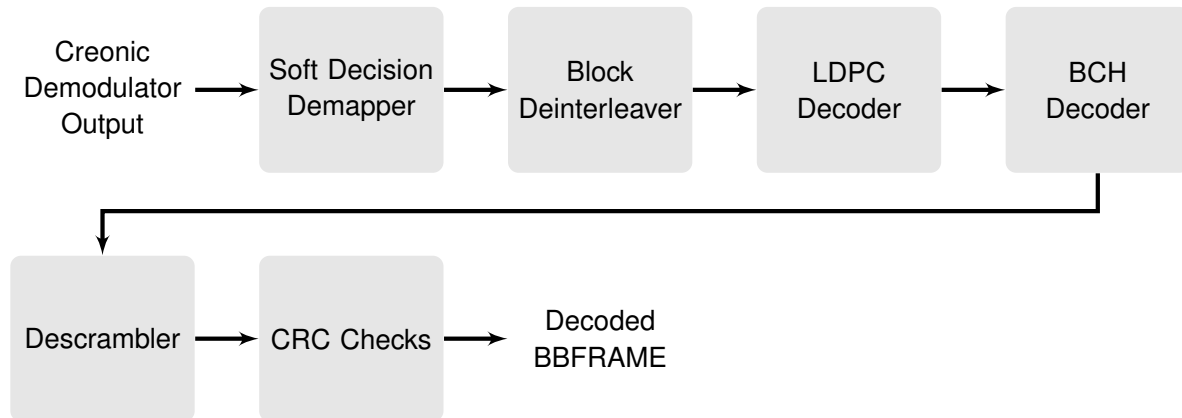 Creonic
Demodulator
Output
Soft Decision
Demapper
Block
Deinterleaver
LDPC
Decoder
BCH
Decoder
Descrambler
CRC Checks
Decoded
BBFRAME